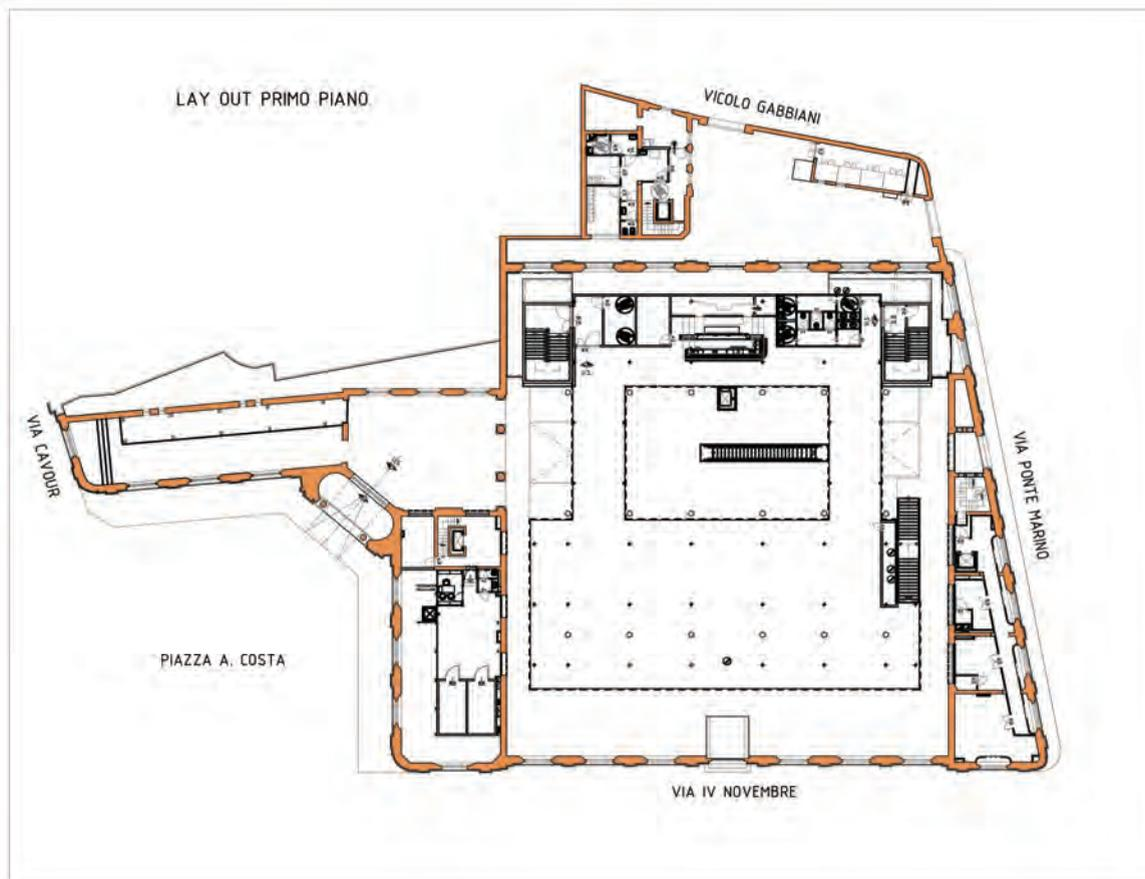 LAY OUT PRIMO PIANO
VICOLO GABBIANI
VIA CAVOUR
VIA PONTE MARINO
PIAZZA A. COSTA
VIA IV NOVEMBRE